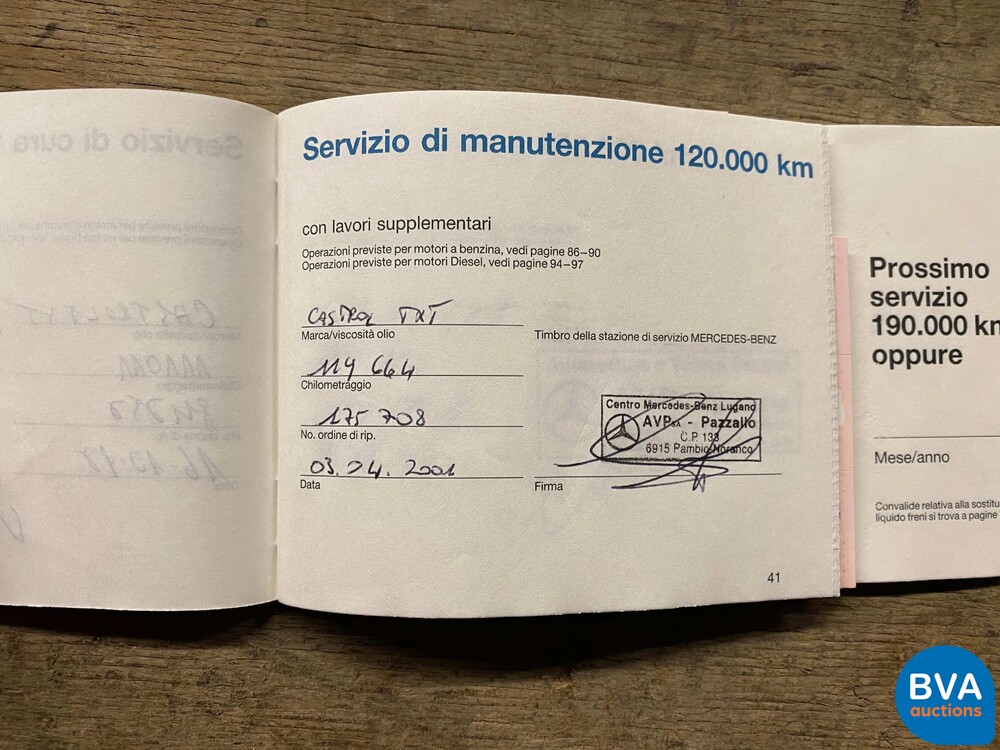 Servizio di manutenzione 120.000 km
con lavori supplementari
Operazioni previste per motori a benzina, vedi pagine 86–90
Operazioni previste per motori Diesel, vedi pagine 94–97
CASTROL TXT
Marca/viscosità olio
Timbro della stazione di servizio MERCEDES-BENZ
114 664
Chilometraggio
175 708
No. ordine di rip.
03.04.2001
Data
Centro Mercedes-Benz Lugano
AVP SA - Pazzallo
C.P. 133
6915 Pambio-Noranco
Firma
41
Prossimo
servizio
190.000 km
oppure
Mese/anno
Convalide relativa alla sostitu
liquido freni si trova a pagine
BVA
auctions